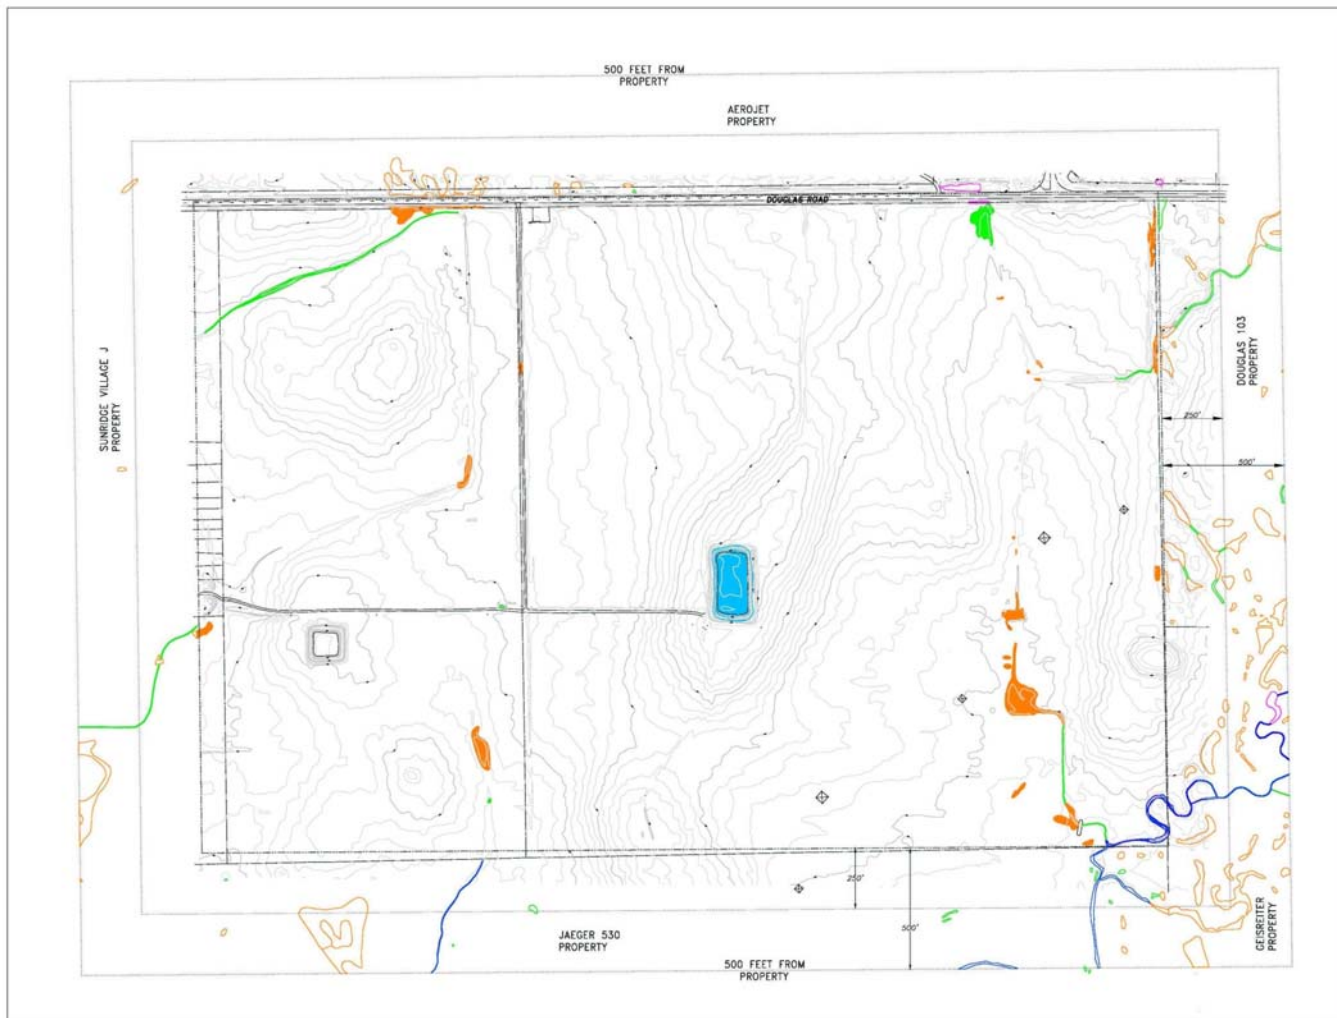 500 FEET FROM
PROPERTY
AEROJET
PROPERTY
DOUGLAS ROAD
SUNRIDGE VILLAGE J
PROPERTY
DOUGLAS 103
PROPERTY
250'
500'
250'
500'
JAEGER 530
PROPERTY
GEISREITER
PROPERTY
500 FEET FROM
PROPERTY